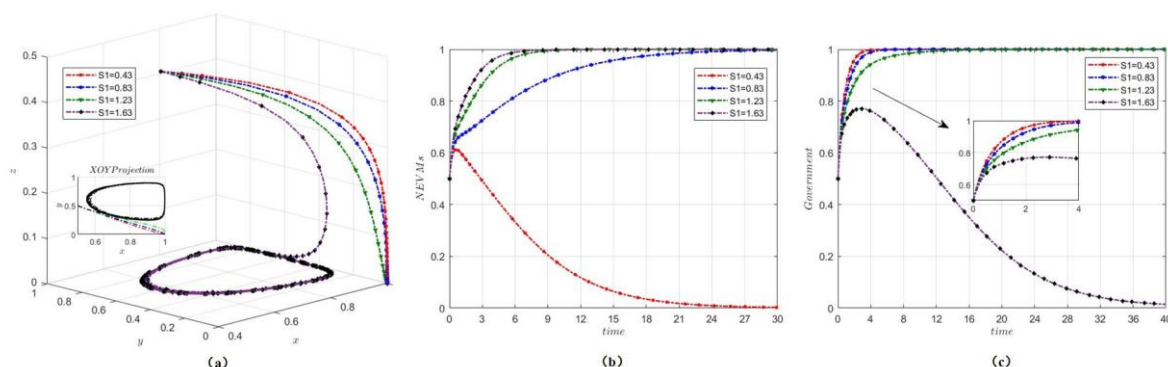 0.5
0.4
0.3
0.2
0.1
0
z
S1=0.43
S1=0.83
S1=1.23
S1=1.63
XOYProjection
1
0.5
0
y
0.6
0.8
1
x
1
0.8
0.6
0.4
0.2
0
y
0.4
0.6
0.8
x
(a)
1
0.8
0.6
0.4
0.2
0
NEVMs
S1=0.43
S1=0.83
S1=1.23
S1=1.63
0 3 6 9 12 15 18 21 24 27 30
time
(b)
1
0.8
0.6
0.4
0.2
0
Government
S1=0.43
S1=0.83
S1=1.23
S1=1.63
1
0.8
0.6
0 2 4
0 4 8 12 16 20 24 28 32 36 40
time
(c)